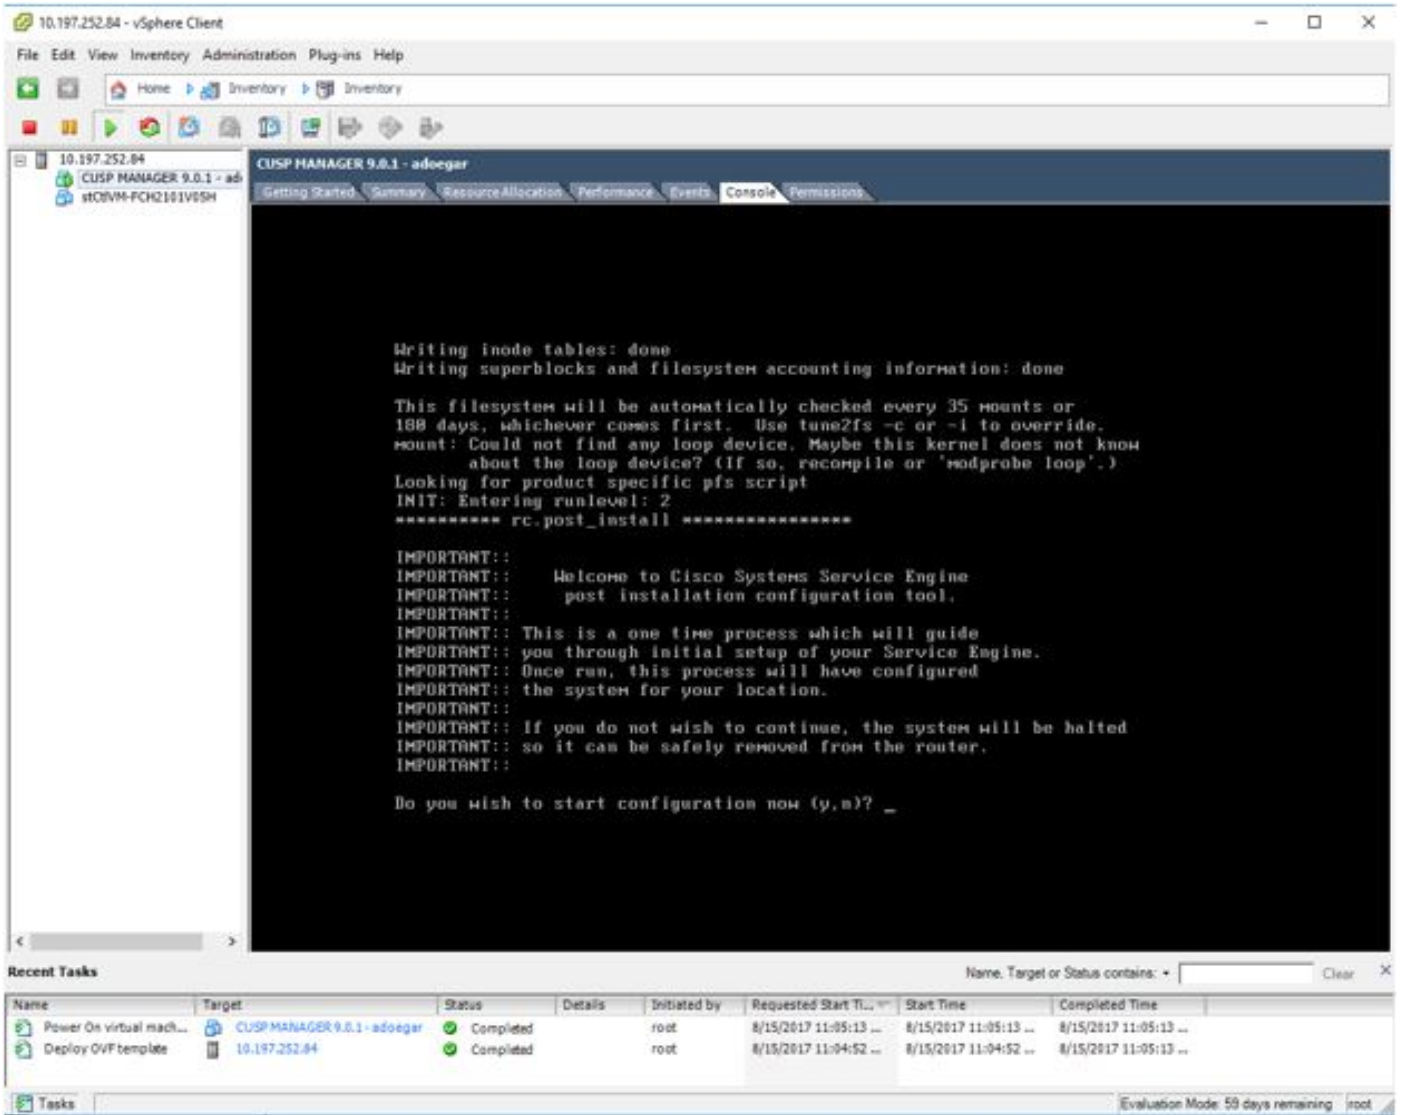 10.197.252.84 - vSphere Client
File Edit View Inventory Administration Plug-ins Help
Home Inventory Inventory
10.197.252.84
CUSP MANAGER 9.0.1 - ad
stCtlVM-FCH2101V05H
CUSP MANAGER 9.0.1 - adoegar
Getting Started Summary Resource Allocation Performance Events Console Permissions
Writing inode tables: done
Writing superblocks and filesystem accounting information: done
This filesystem will be automatically checked every 35 mounts or
180 days, whichever comes first. Use tune2fs -c or -i to override.
mount: Could not find any loop device. Maybe this kernel does not know
about the loop device? (If so, recompile or 'modprobe loop'.)
Looking for product specific pfs script
INIT: Entering runlevel: 2
********** rc.post_install ****************
IMPORTANT::
IMPORTANT:: Welcome to Cisco Systems Service Engine
IMPORTANT:: post installation configuration tool.
IMPORTANT::
IMPORTANT:: This is a one time process which will guide
IMPORTANT:: you through initial setup of your Service Engine.
IMPORTANT:: Once run, this process will have configured
IMPORTANT:: the system for your location.
IMPORTANT::
IMPORTANT:: If you do not wish to continue, the system will be halted
IMPORTANT:: so it can be safely removed from the router.
IMPORTANT::
Do you wish to start configuration now (y,n)? _
Recent Tasks
Name, Target or Status contains: Clear
Name Target Status Details Initiated by Requested Start Ti... Start Time Completed Time
Power On virtual mach... CUSP MANAGER 9.0.1 - adoegar Completed root 8/15/2017 11:05:13 ... 8/15/2017 11:05:13 ... 8/15/2017 11:05:13 ...
Deploy OVF template 10.197.252.84 Completed root 8/15/2017 11:04:52 ... 8/15/2017 11:04:52 ... 8/15/2017 11:05:13 ...
Tasks
Evaluation Mode: 59 days remaining root